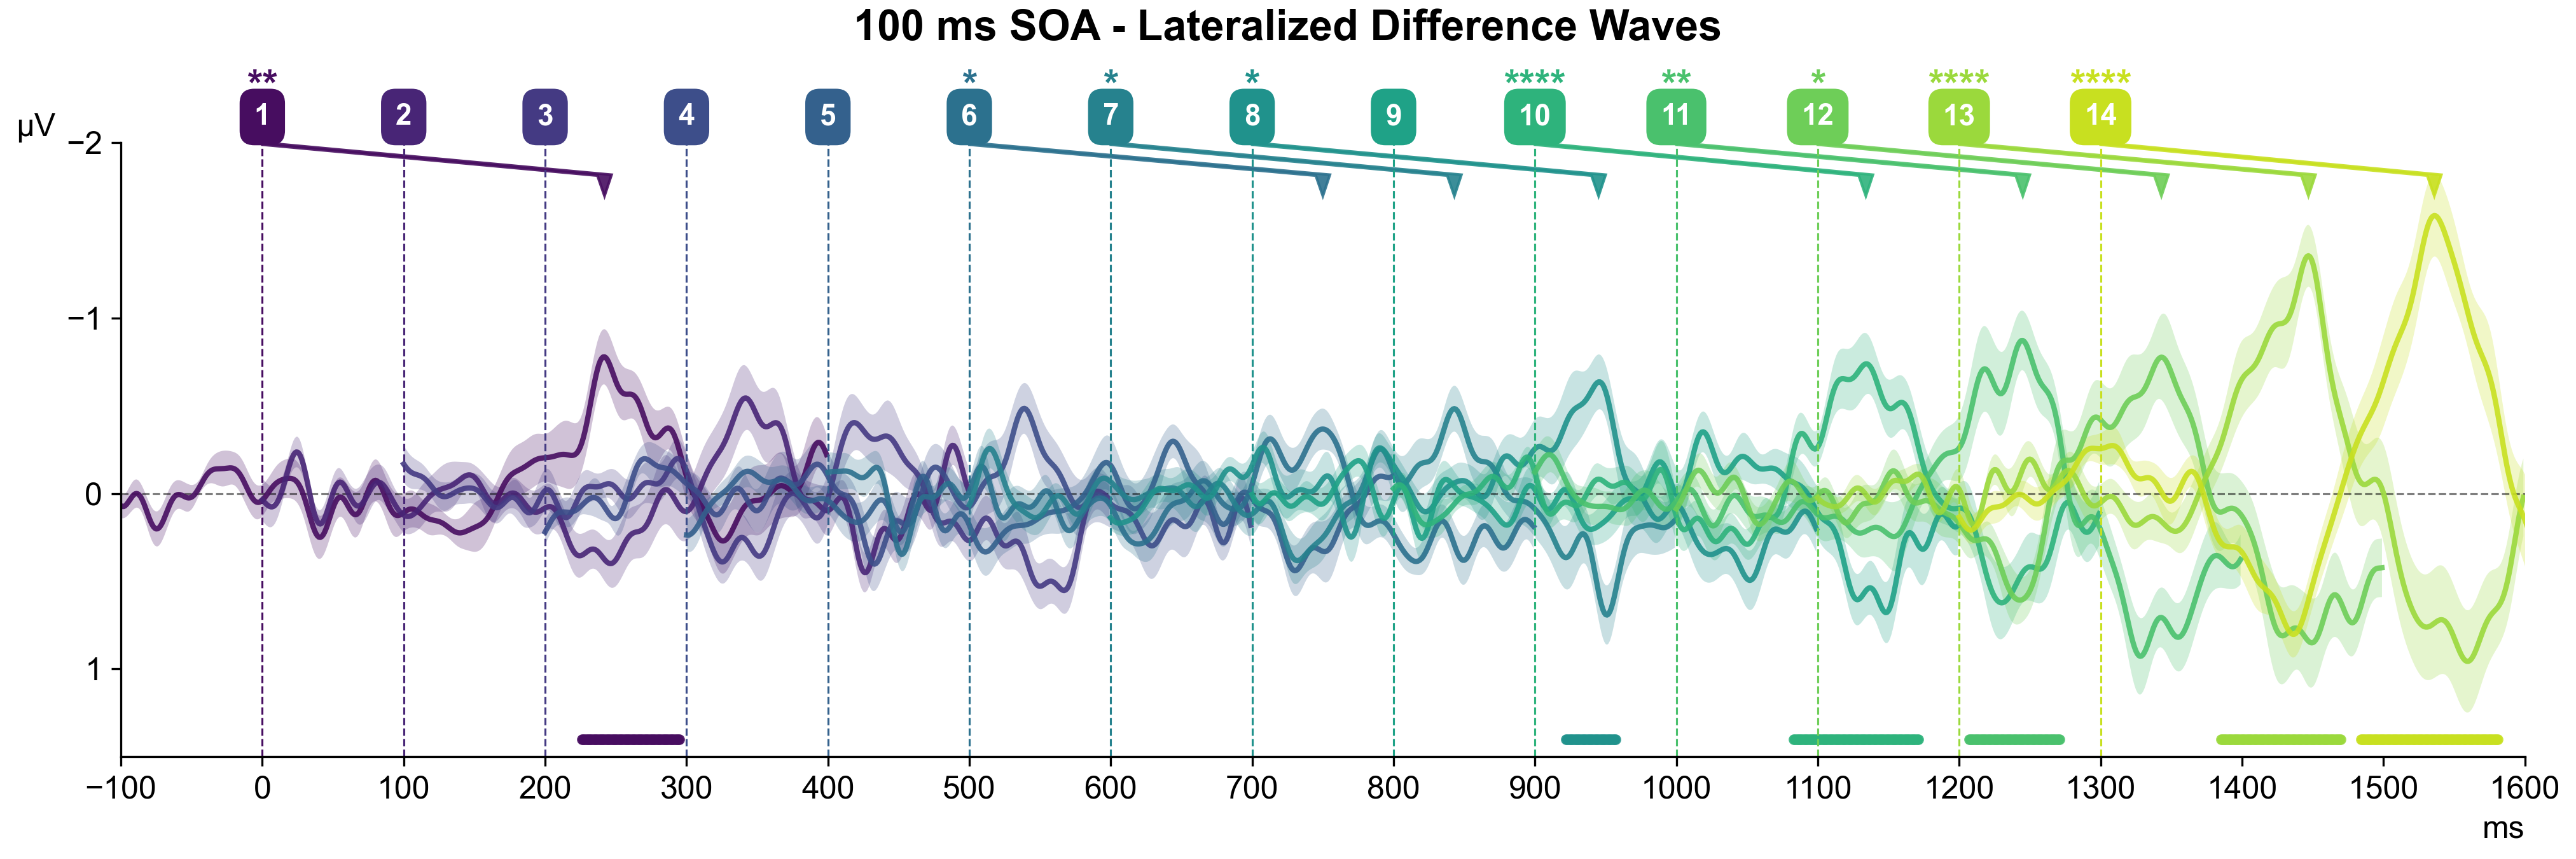 100 ms SOA - Lateralized Difference Waves
** * * * **** ** * **** ****
1 2 3 4 5 6 7 8 9 10 11 12 13 14
µV
−2
−1
0
1
−100 0 100 200 300 400 500 600 700 800 900 1000 1100 1200 1300 1400 1500 1600
ms